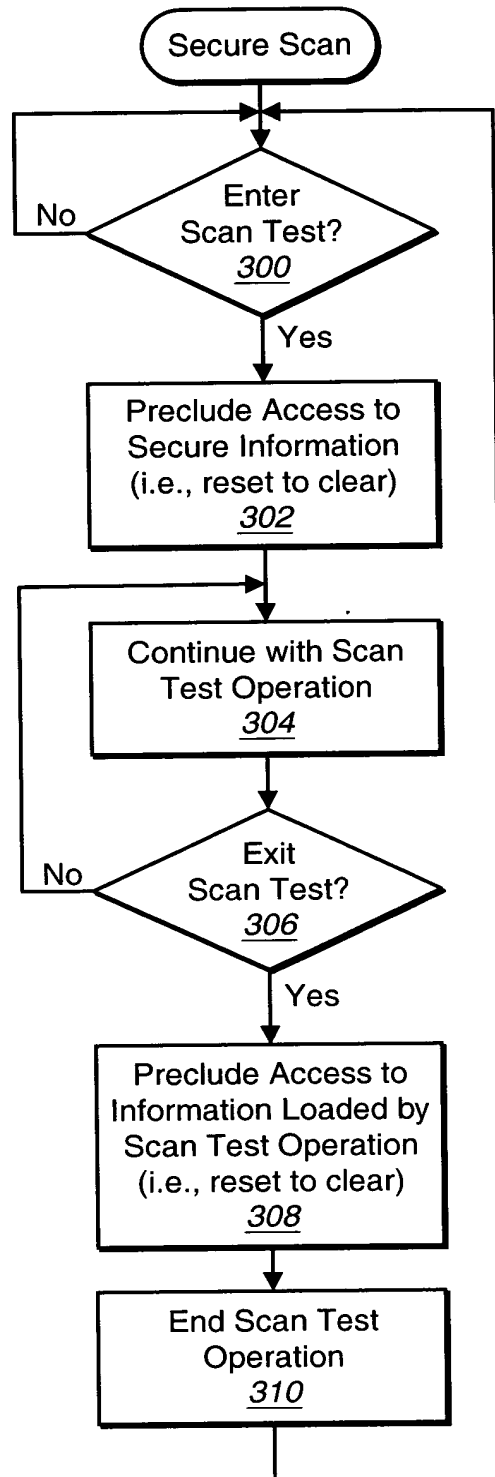 Secure Scan
Enter
Scan Test?
300
No
Yes
Preclude Access to
Secure Information
(i.e., reset to clear)
302
Continue with Scan
Test Operation
304
Exit
Scan Test?
306
No
Yes
Preclude Access to
Information Loaded by
Scan Test Operation
(i.e., reset to clear)
308
End Scan Test
Operation
310